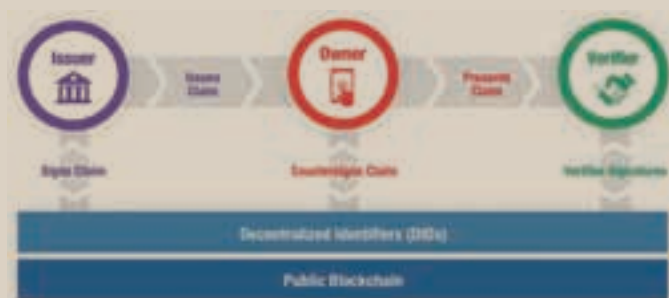 Issuer
Owner
Verifier
Issues
Claim
Presents
Claim
Signs Claim
Countersigns Claim
Verifies Signatures
Decentralized Identifiers (DIDs)
Public Blockchain